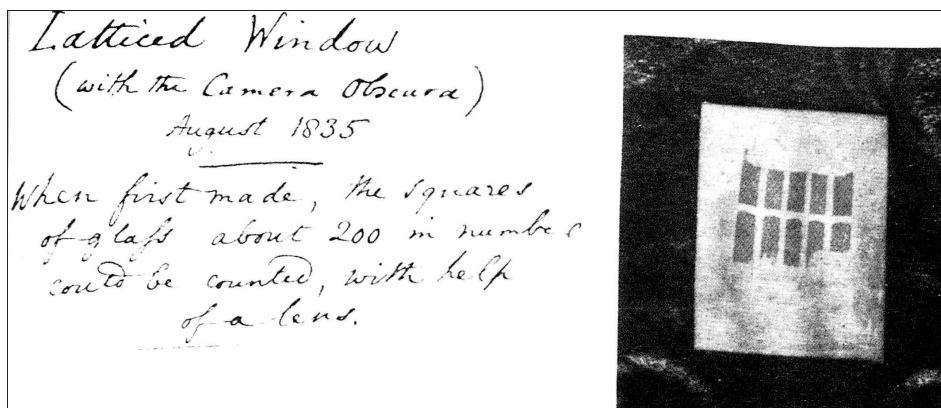 Latticed Window
(with the Camera Obscura)
August 1835
When first made, the squares
of glaſs about 200 in number
could be counted, with help
of a lens.